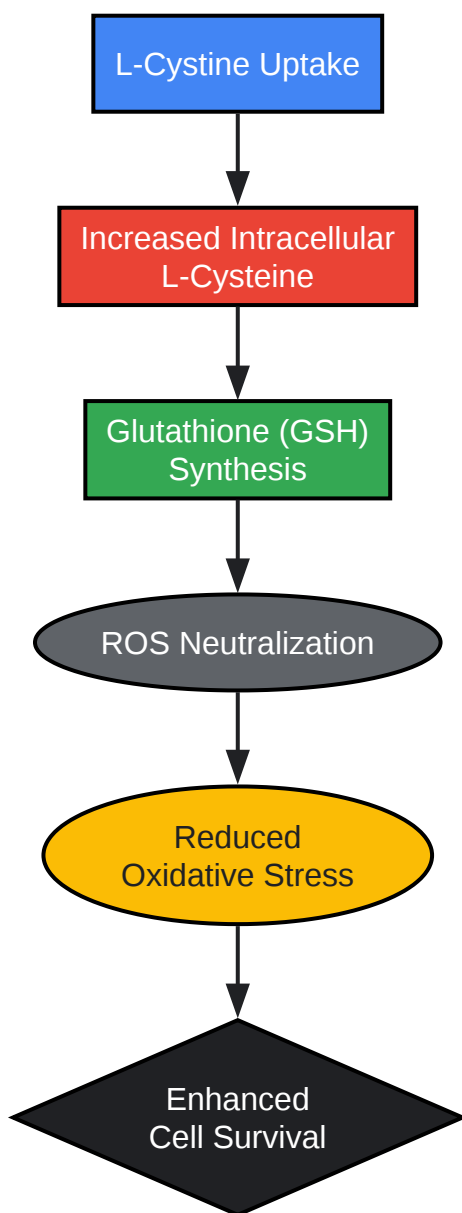 L-Cystine Uptake
Increased Intracellular
L-Cysteine
Glutathione (GSH)
Synthesis
ROS Neutralization
Reduced
Oxidative Stress
Enhanced
Cell Survival